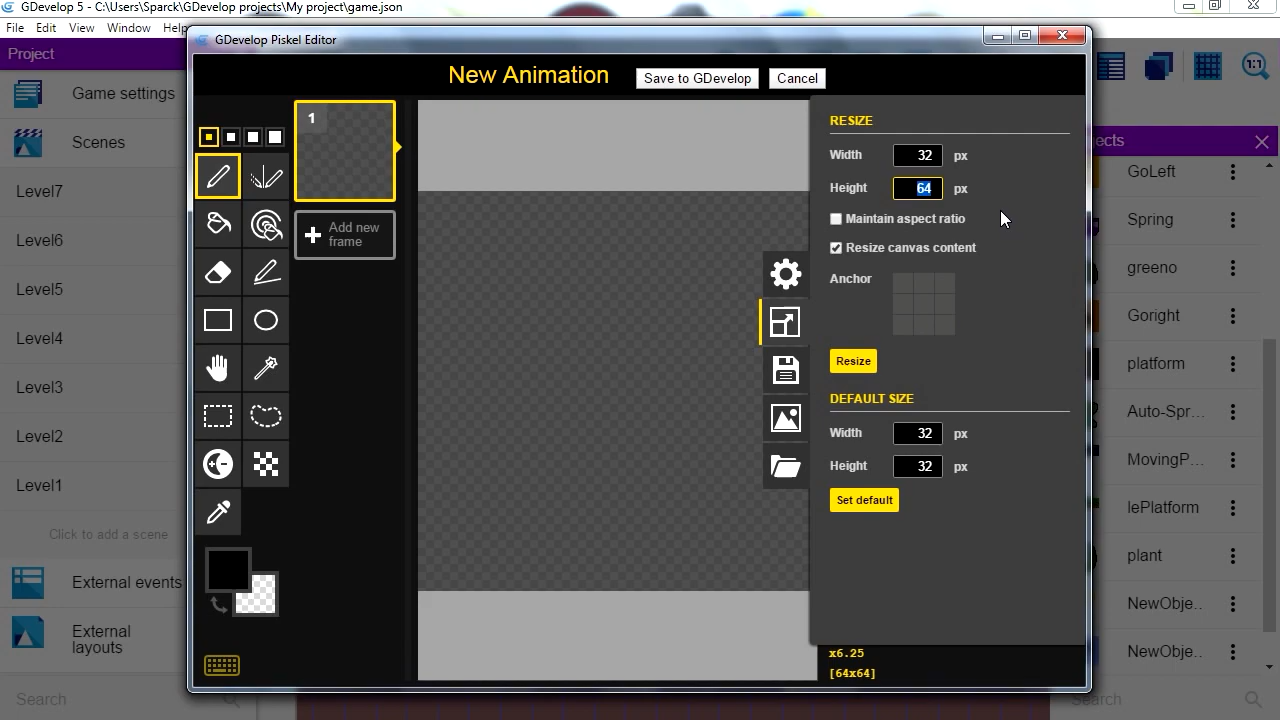 GDevelop 5 - C:\Users\Sparck\GDevelop projects\My project\game.json
File Edit View Window Help
GDevelop Piskel Editor
Project
New Animation
Save to GDevelop
Cancel
Game settings
Scenes
Level7
Level6
Level5
Level4
Level3
Level2
Level1
Click to add a scene
External events
External
layouts
Search
1
Add new
frame
RESIZE
Width 32 px
Height 64 px
Maintain aspect ratio
Resize canvas content
Anchor
Resize
DEFAULT SIZE
Width 32 px
Height 32 px
Set default
x6.25
[64x64]
1:1
ects
GoLeft
Spring
greeno
Goright
platform
Auto-Spr...
MovingP...
lePlatform
plant
NewObje..
NewObje..
Search